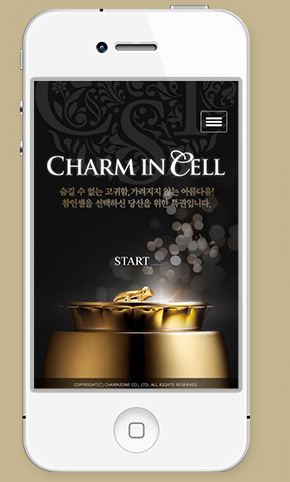 CHARM IN CELL
숨길 수 없는 고귀함,가려지지 않는 아름다움!
참인셀을 선택하신 당신을 위한 특권입니다.
START
COPYRIGHT(C) CHARMZONE CO., LTD. ALL RIGHTS RESERVED.